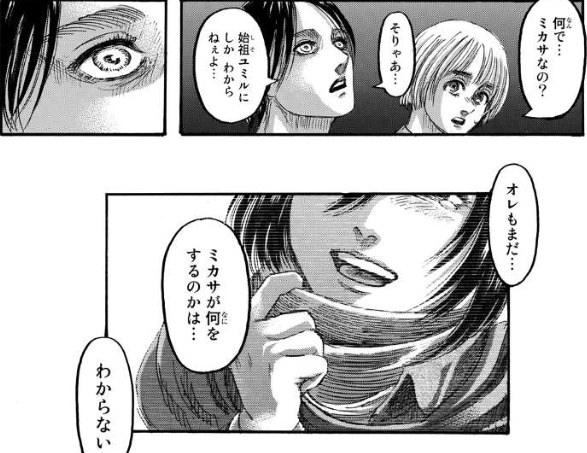 何で…
ミカサなの?
そりゃあ…
始祖ユミルに
しか わから
ねぇよ…
オレもまだ…
ミカサが何を
するのかは…
わからない